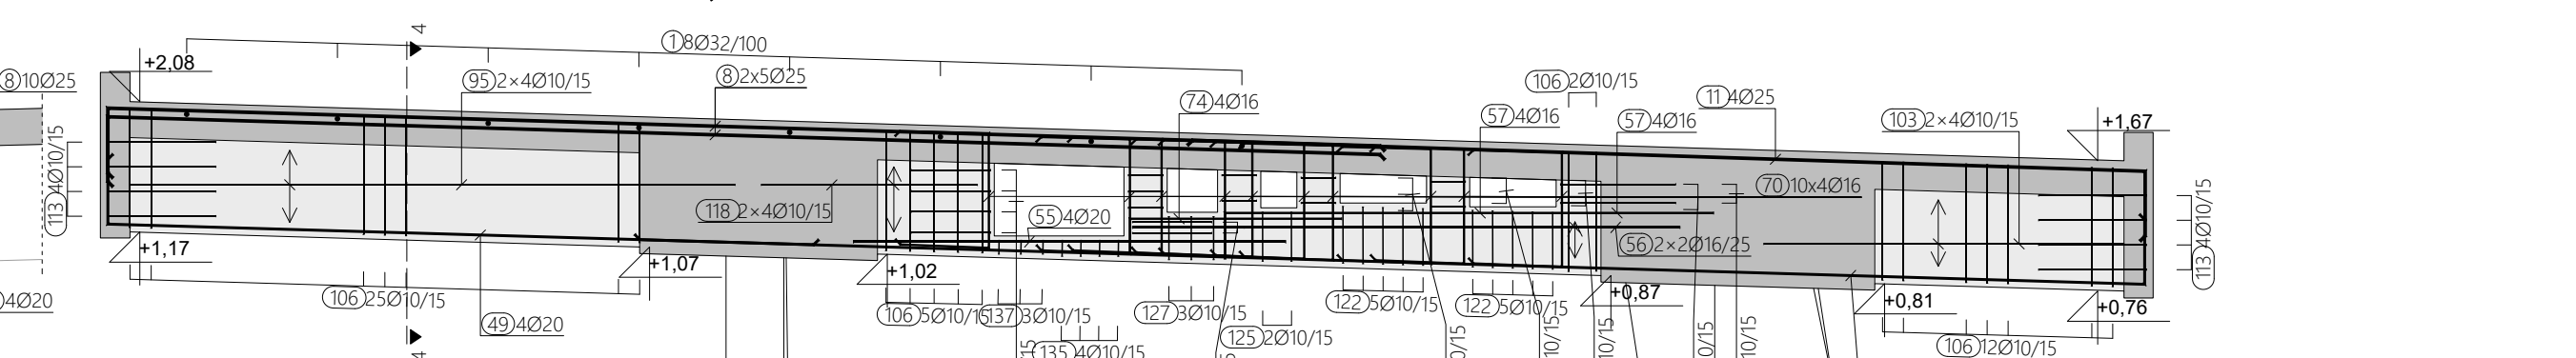 4
① 8Ø32/100
+2,08
⑧ 10Ø25
95 2×4Ø10/15
⑧ 2x5Ø25
74 4Ø16
106 2Ø10/15
57 4Ø16
57 4Ø16
11 4Ø25
103 2×4Ø10/15
+1,67
113 4Ø10/15
118 2×4Ø10/15
55 4Ø20
70 10x4Ø16
56 2×2Ø16/25
113 4Ø10/15
+1,17
+1,07
+1,02
+0,87
+0,81
+0,76
4Ø20
106 25Ø10/15
49 4Ø20
106 5Ø10/15
137 3Ø10/15
127 3Ø10/15
122 5Ø10/15
122 5Ø10/15
125 2Ø10/15
135 4Ø10/15
106 12Ø10/15
4